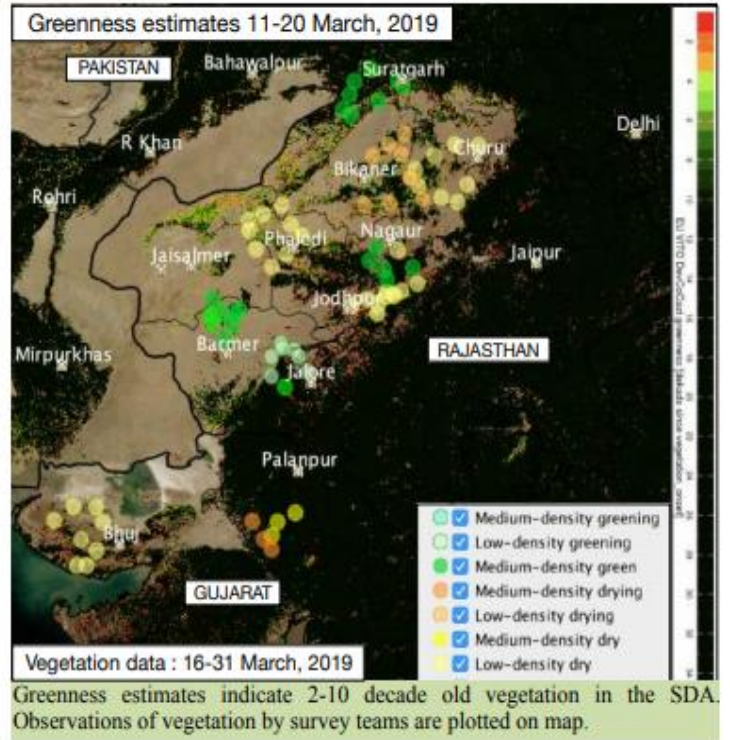 Greenness estimates 11-20 March, 2019
PAKISTAN
Bahawalpur
Suratgarh
Delhi
R Khan
Churu
Bikaner
Rohri
Nagaur
Phalodi
Jaisalmer
Jaipur
Jodhpur
Barmer
RAJASTHAN
Mirpurkhas
Jalore
Palanpur
Bhuj
GUJARAT
Medium-density greening
Low-density greening
Medium-density green
Medium-density drying
Low-density drying
Medium-density dry
Low-density dry
Vegetation data : 16-31 March, 2019
Greenness estimates indicate 2-10 decade old vegetation in the SDA.
Observations of vegetation by survey teams are plotted on map.